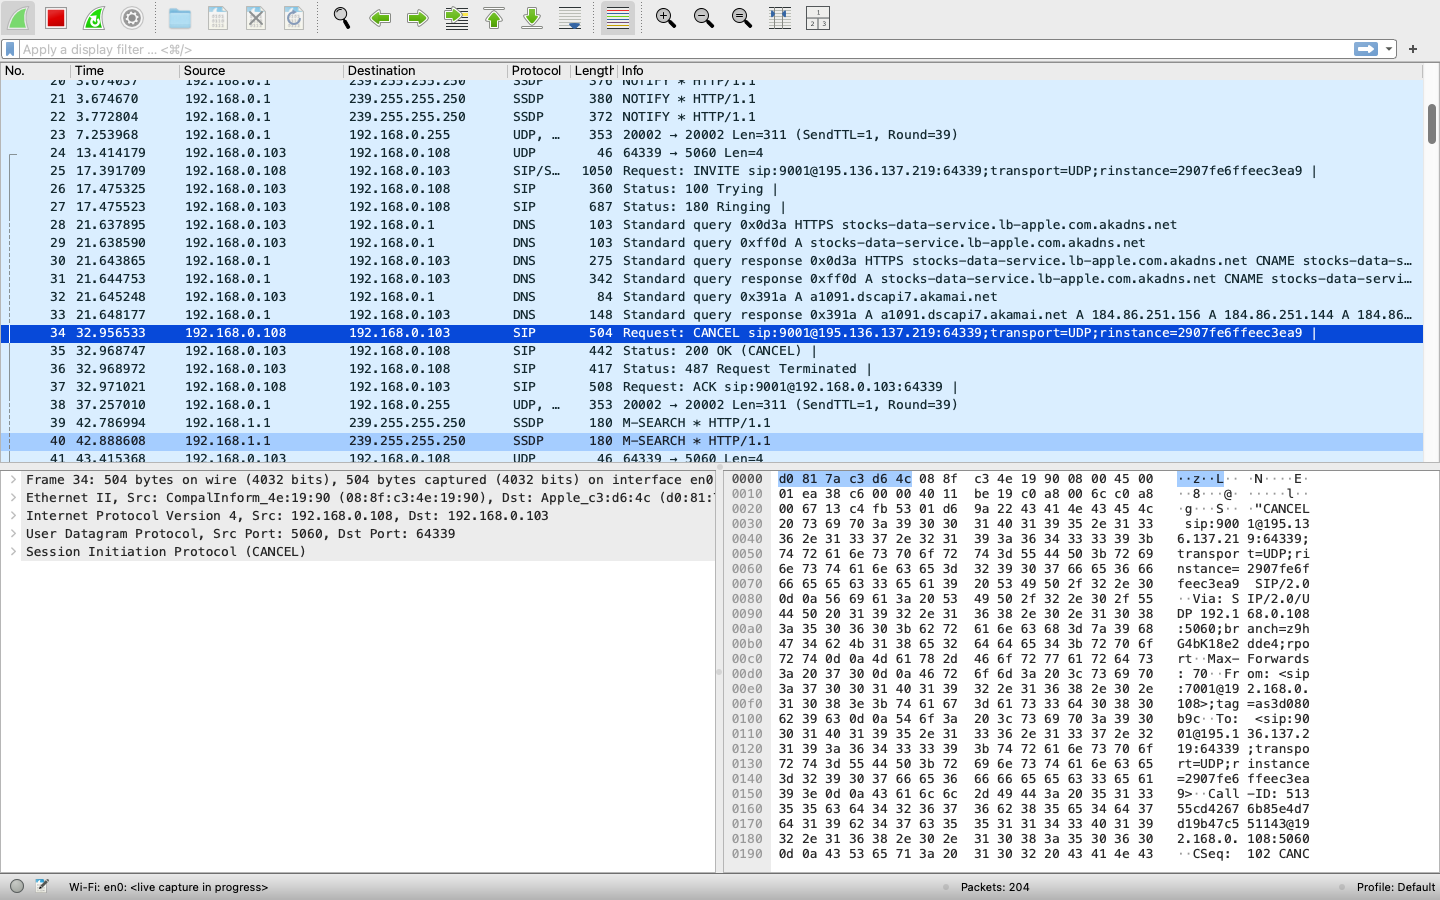 Apply a display filter ... <⌘/>
No. Time Source Destination Protocol Length Info
20 3.674037 192.168.0.1 239.255.255.250 SSDP 376 NOTIFY * HTTP/1.1
21 3.674670 192.168.0.1 239.255.255.250 SSDP 380 NOTIFY * HTTP/1.1
22 3.772804 192.168.0.1 239.255.255.250 SSDP 372 NOTIFY * HTTP/1.1
23 7.253968 192.168.0.1 192.168.0.255 UDP, … 353 20002 → 20002 Len=311 (SendTTL=1, Round=39)
24 13.414179 192.168.0.103 192.168.0.108 UDP 46 64339 → 5060 Len=4
25 17.391709 192.168.0.108 192.168.0.103 SIP/S… 1050 Request: INVITE sip:9001@195.136.137.219:64339;transport=UDP;rinstance=2907fe6ffeec3ea9 |
26 17.475325 192.168.0.103 192.168.0.108 SIP 360 Status: 100 Trying |
27 17.475523 192.168.0.103 192.168.0.108 SIP 687 Status: 180 Ringing |
28 21.637895 192.168.0.103 192.168.0.1 DNS 103 Standard query 0x0d3a HTTPS stocks-data-service.lb-apple.com.akadns.net
29 21.638590 192.168.0.103 192.168.0.1 DNS 103 Standard query 0xff0d A stocks-data-service.lb-apple.com.akadns.net
30 21.643865 192.168.0.1 192.168.0.103 DNS 275 Standard query response 0x0d3a HTTPS stocks-data-service.lb-apple.com.akadns.net CNAME stocks-data-s…
31 21.644753 192.168.0.1 192.168.0.103 DNS 342 Standard query response 0xff0d A stocks-data-service.lb-apple.com.akadns.net CNAME stocks-data-servi…
32 21.645248 192.168.0.103 192.168.0.1 DNS 84 Standard query 0x391a A a1091.dscapi7.akamai.net
33 21.648177 192.168.0.1 192.168.0.103 DNS 148 Standard query response 0x391a A a1091.dscapi7.akamai.net A 184.86.251.156 A 184.86.251.144 A 184.86…
34 32.956533 192.168.0.108 192.168.0.103 SIP 504 Request: CANCEL sip:9001@195.136.137.219:64339;transport=UDP;rinstance=2907fe6ffeec3ea9 |
35 32.968747 192.168.0.103 192.168.0.108 SIP 442 Status: 200 OK (CANCEL) |
36 32.968972 192.168.0.103 192.168.0.108 SIP 417 Status: 487 Request Terminated |
37 32.971021 192.168.0.108 192.168.0.103 SIP 508 Request: ACK sip:9001@192.168.0.103:64339 |
38 37.257010 192.168.0.1 192.168.0.255 UDP, … 353 20002 → 20002 Len=311 (SendTTL=1, Round=39)
39 42.786994 192.168.1.1 239.255.255.250 SSDP 180 M-SEARCH * HTTP/1.1
40 42.888608 192.168.1.1 239.255.255.250 SSDP 180 M-SEARCH * HTTP/1.1
41 43.415368 192.168.0.103 192.168.0.108 UDP 46 64339 → 5060 Len=4
Frame 34: 504 bytes on wire (4032 bits), 504 bytes captured (4032 bits) on interface en0
Ethernet II, Src: CompalInform_4e:19:90 (08:8f:c3:4e:19:90), Dst: Apple_c3:d6:4c (d0:81:
Internet Protocol Version 4, Src: 192.168.0.108, Dst: 192.168.0.103
User Datagram Protocol, Src Port: 5060, Dst Port: 64339
Session Initiation Protocol (CANCEL)
0000 d0 81 7a c3 d6 4c 08 8f c3 4e 19 90 08 00 45 00 ··z··L·· ·N····E·
0010 01 ea 38 c6 00 00 40 11 be 19 c0 a8 00 6c c0 a8 ··8···@· ·····l··
0020 00 67 13 c4 fb 53 01 d6 9a 22 43 41 4e 43 45 4c ·g···S·· ·"CANCEL
0030 20 73 69 70 3a 39 30 30 31 40 31 39 35 2e 31 33 sip:900 1@195.13
0040 36 2e 31 33 37 2e 32 31 39 3a 36 34 33 33 39 3b 6.137.21 9:64339;
0050 74 72 61 6e 73 70 6f 72 74 3d 55 44 50 3b 72 69 transpor t=UDP;ri
0060 6e 73 74 61 6e 63 65 3d 32 39 30 37 66 65 36 66 nstance= 2907fe6f
0070 66 65 65 63 33 65 61 39 20 53 49 50 2f 32 2e 30 feec3ea9 SIP/2.0
0080 0d 0a 56 69 61 3a 20 53 49 50 2f 32 2e 30 2f 55 ··Via: S IP/2.0/U
0090 44 50 20 31 39 32 2e 31 36 38 2e 30 2e 31 30 38 DP 192.1 68.0.108
00a0 3a 35 30 36 30 3b 62 72 61 6e 63 68 3d 7a 39 68 :5060;br anch=z9h
00b0 47 34 62 4b 31 38 65 32 64 64 65 34 3b 72 70 6f G4bK18e2 dde4;rpo
00c0 72 74 0d 0a 4d 61 78 2d 46 6f 72 77 61 72 64 73 rt··Max- Forwards
00d0 3a 20 37 30 0d 0a 46 72 6f 6d 3a 20 3c 73 69 70 : 70··Fr om: <sip
00e0 3a 37 30 30 31 40 31 39 32 2e 31 36 38 2e 30 2e :7001@19 2.168.0.
00f0 31 30 38 3e 3b 74 61 67 3d 61 73 33 64 30 38 30 108>;tag =as3d080
0100 62 39 63 0d 0a 54 6f 3a 20 3c 73 69 70 3a 39 30 b9c··To: <sip:90
0110 30 31 40 31 39 35 2e 31 33 36 2e 31 33 37 2e 32 01@195.1 36.137.2
0120 31 39 3a 36 34 33 33 39 3b 74 72 61 6e 73 70 6f 19:64339 ;transpo
0130 72 74 3d 55 44 50 3b 72 69 6e 73 74 61 6e 63 65 rt=UDP;r instance
0140 3d 32 39 30 37 66 65 36 66 66 65 65 63 33 65 61 =2907fe6 ffeec3ea
0150 39 3e 0d 0a 43 61 6c 6c 2d 49 44 3a 20 35 31 33 9>··Call -ID: 513
0160 35 35 63 64 34 32 36 37 36 62 38 35 65 34 64 37 55cd4267 6b85e4d7
0170 64 31 39 62 34 37 63 35 35 31 31 34 33 40 31 39 d19b47c5 51143@19
0180 32 2e 31 36 38 2e 30 2e 31 30 38 3a 35 30 36 30 2.168.0. 108:5060
0190 0d 0a 43 53 65 71 3a 20 31 30 32 20 43 41 4e 43 ··CSeq: 102 CANC
Wi-Fi: en0: <live capture in progress> Packets: 204 Profile: Default